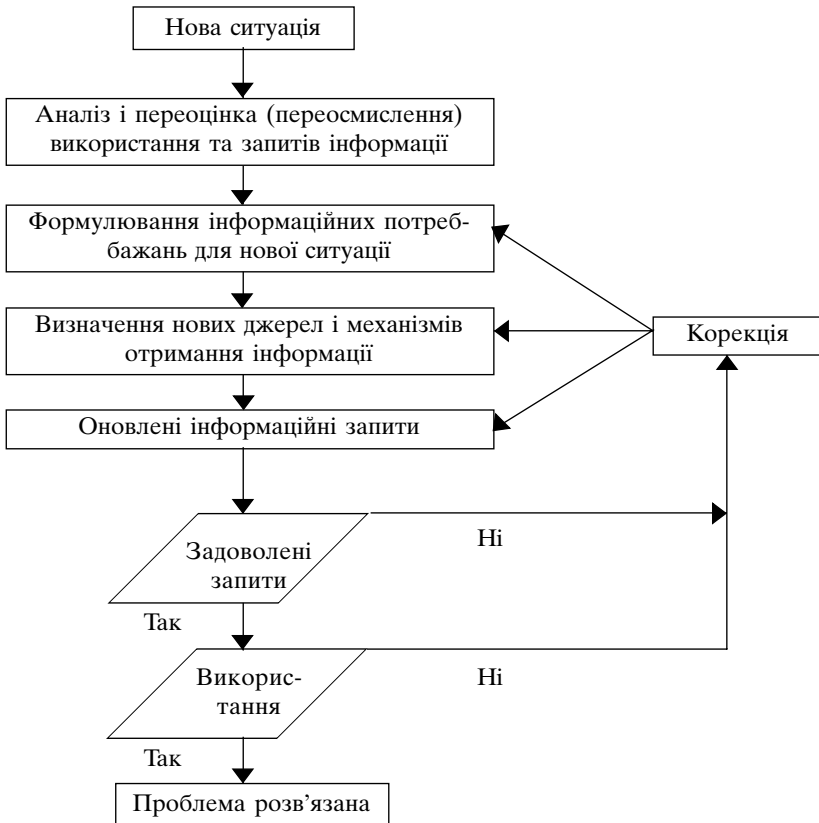 Нова ситуація
Аналіз і переоцінка (переосмислення)
використання та запитів інформації
Формулювання інформаційних потреб-
бажань для нової ситуації
Визначення нових джерел і механізмів
отримання інформації
Корекція
Оновлені інформаційні запити
Задоволені
запити
Ні
Так
Викорис-
тання
Ні
Так
Проблема розв'язана